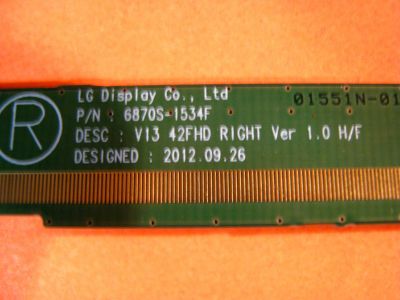 LG Display Co., Ltd
01551N-01
P/N : 6870S-1534F
R
DESC : V13 42FHD RIGHT Ver 1.0 H/F
DESIGNED : 2012.09.26